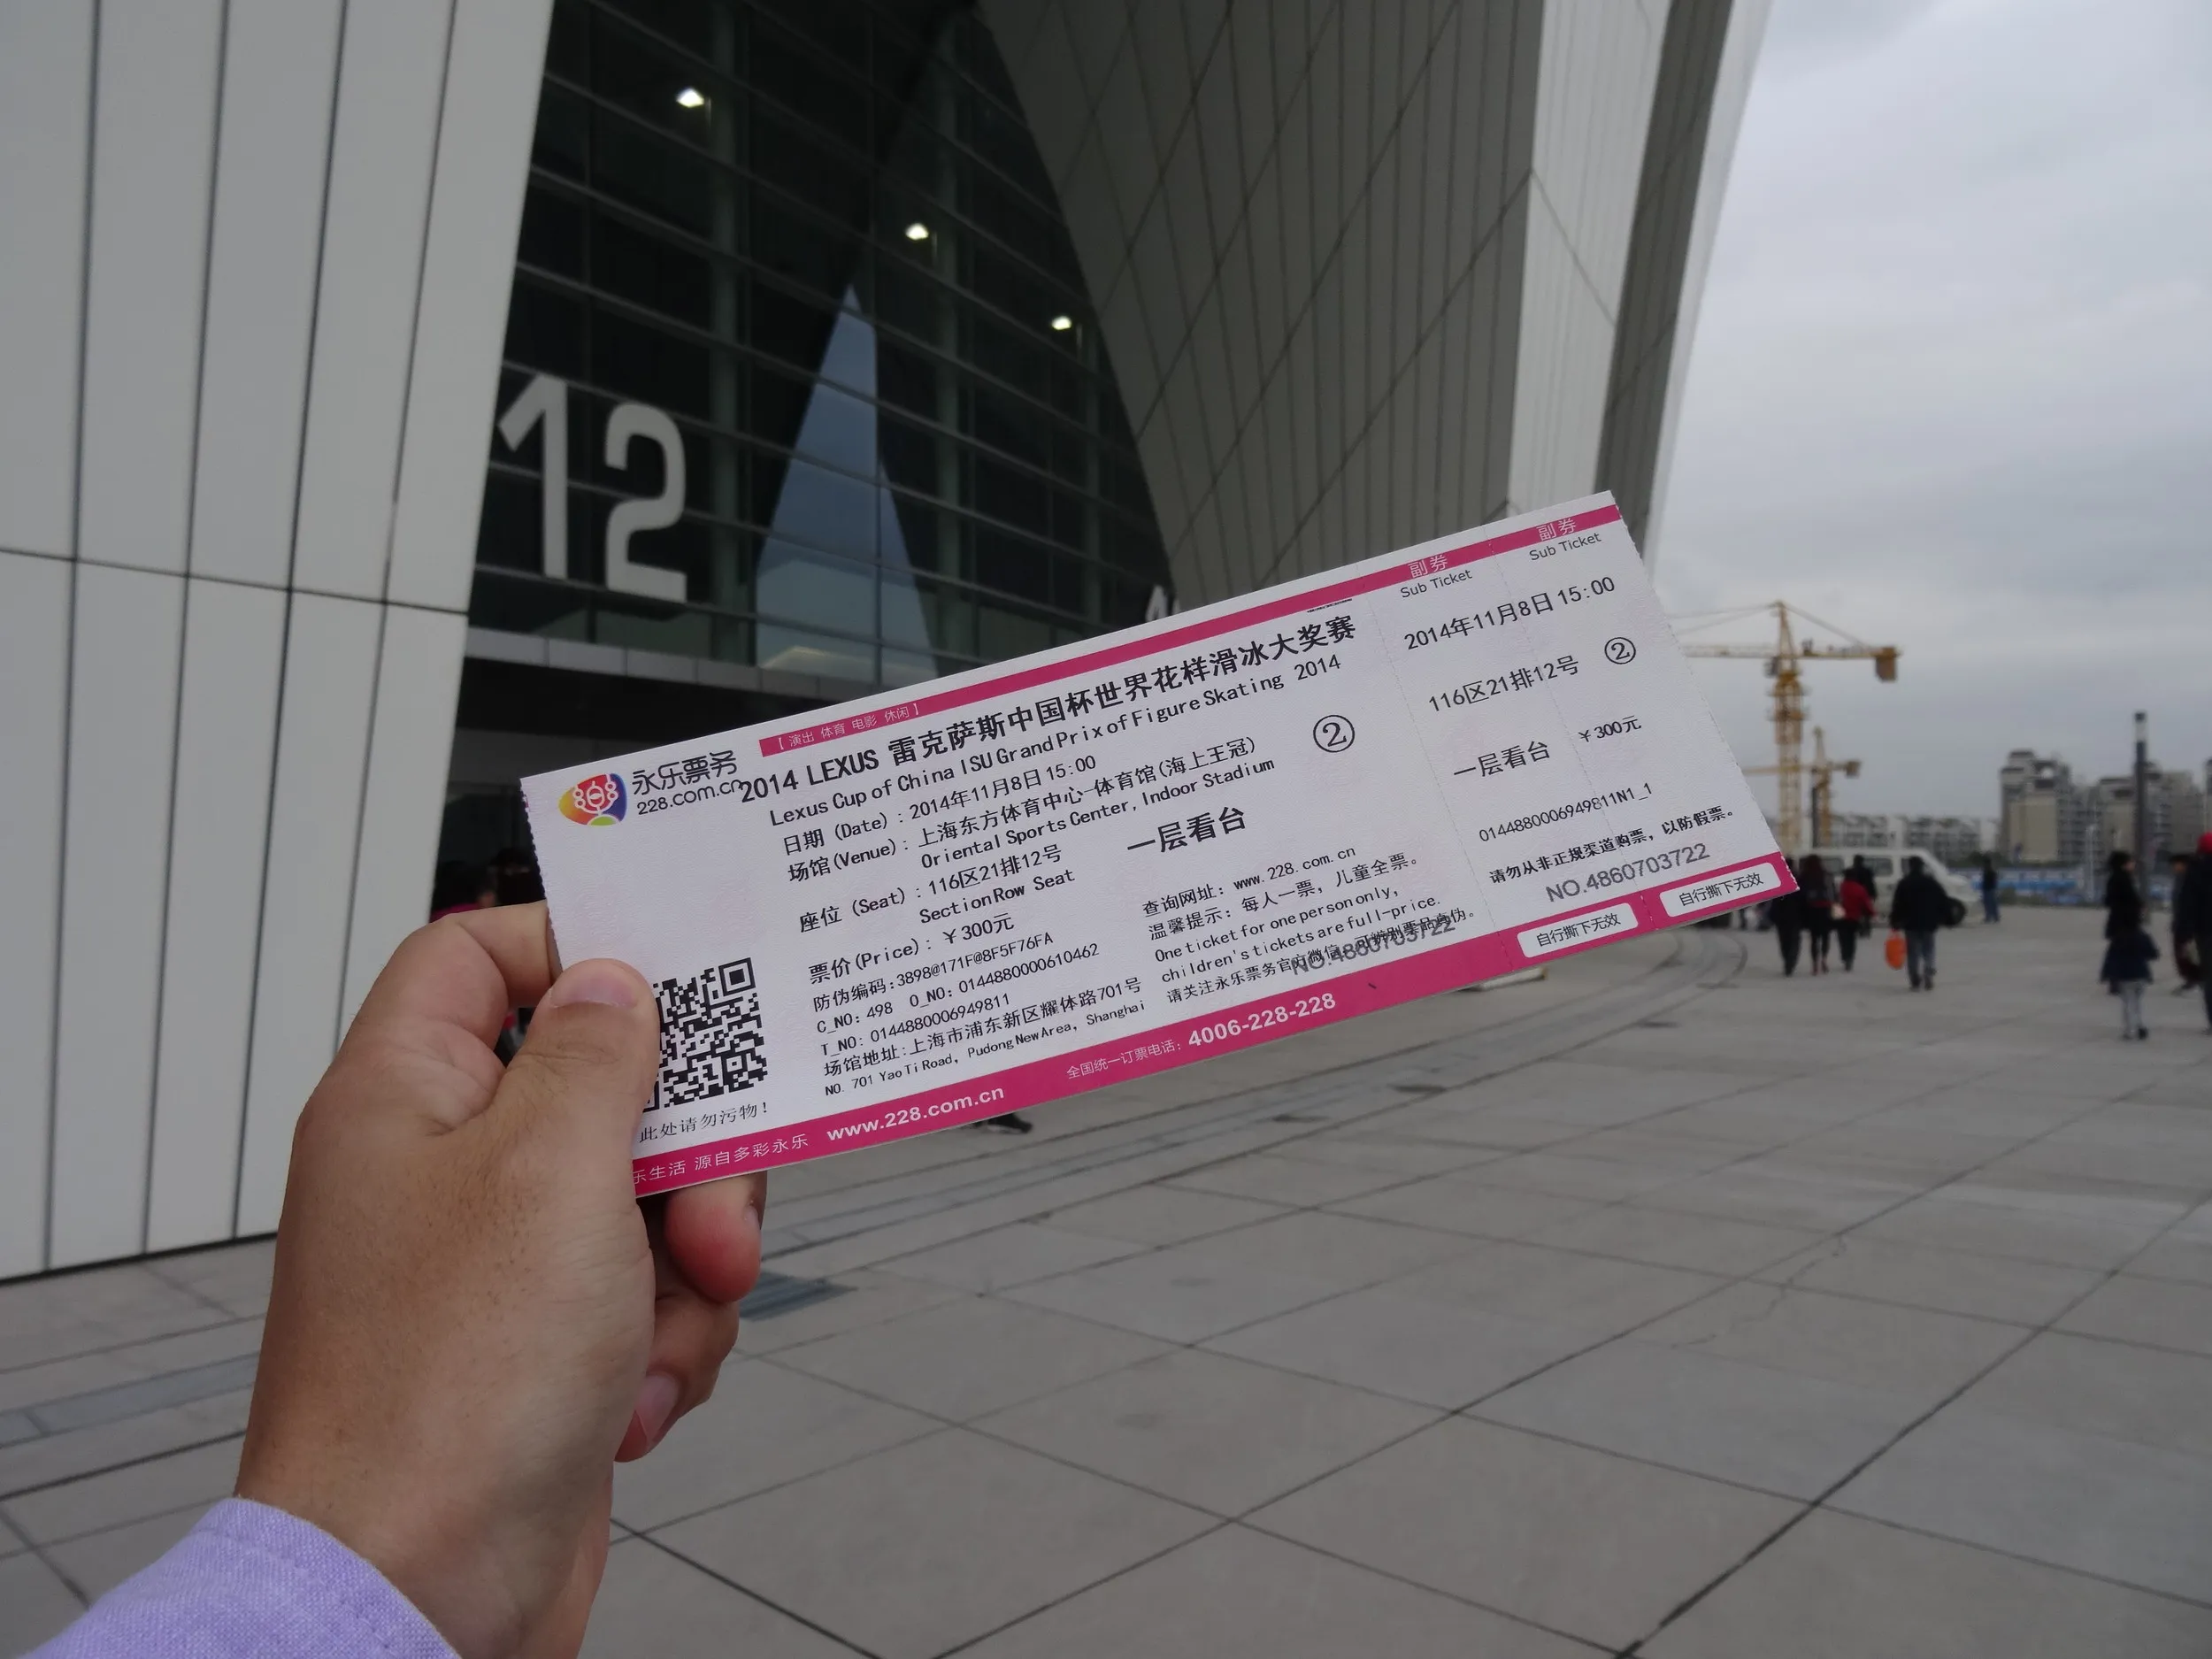 12
【 演出 体育 电影 休闲 】
永乐票务
228.com.cn
2014 LEXUS 雷克萨斯中国杯世界花样滑冰大奖赛
Lexus Cup of China ISU Grand Prix of Figure Skating 2014
日期 (Date) : 2014年11月8日 15:00
②
场馆(Venue) : 上海东方体育中心-体育馆(海上王冠)
Oriental Sports Center, Indoor Stadium
座位 (Seat) : 116区21排12号
Section Row Seat
一层看台
票价(Price) : ￥300元
防伪编码:3898@171F@8F5F76FA
C_NO: 498 O_NO: 0144880000610462
T_NO: 01448800069498​11
场馆地址:上海市浦东新区耀体路701号
NO. 701 YaoTi Road, Pudong New Area, Shanghai
查询网址: www.228.com.cn
温馨提示: 每人一票, 儿童全票。
One ticket for one person only,
children's tickets are full-price.
请关注永乐票务官方微信, 可辨别票品真伪。
NO.4860703722
此处请勿污物!
乐生活 源自多彩永乐 www.228.com.cn 全国统一订票电话: 4006-228-228
副券
Sub Ticket
副券
Sub Ticket
2014年11月8日 15:00
116区21排12号 ②
一层看台 ￥300元
0144880006949811N1_1
请勿从非正规渠道购票, 以防假票。
NO.4860703722
自行撕下无效
自行撕下无效